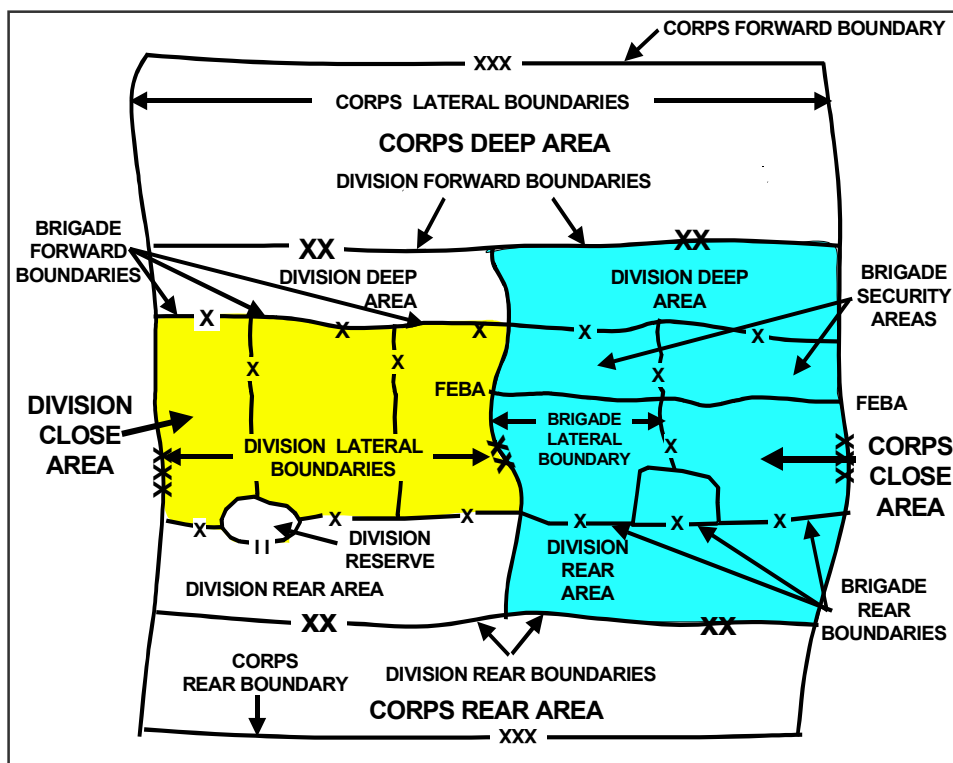 CORPS FORWARD BOUNDARY
XXX
CORPS LATERAL BOUNDARIES
CORPS DEEP AREA
DIVISION FORWARD BOUNDARIES
BRIGADE
FORWARD
BOUNDARIES
XX
XX
DIVISION DEEP
AREA
DIVISION DEEP
AREA
BRIGADE
SECURITY
AREAS
X
X
X
X
X
X
X
X
FEBA
FEBA
DIVISION
CLOSE
AREA
DIVISION LATERAL
BOUNDARIES
BRIGADE
LATERAL
BOUNDARY
CORPS
CLOSE
AREA
XXX
XX
X
XXX
X
X
X
X
X
X
II
DIVISION
RESERVE
DIVISION REAR AREA
DIVISION
REAR
AREA
BRIGADE
REAR
BOUNDARIES
XX
XX
CORPS
REAR BOUNDARY
DIVISION REAR BOUNDARIES
CORPS REAR AREA
XXX